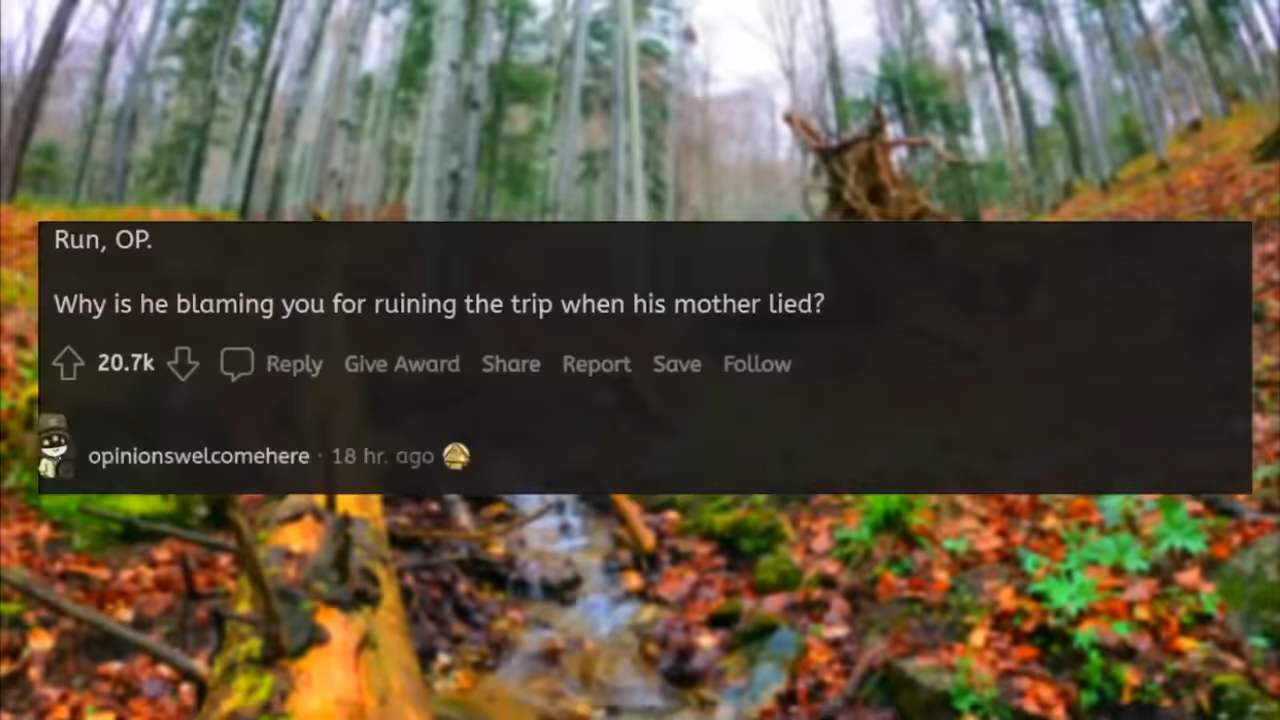 Run, OP.
Why is he blaming you for ruining the trip when his mother lied?
20.7k Reply Give Award Share Report Save Follow
opinionswelcomehere · 18 hr. ago